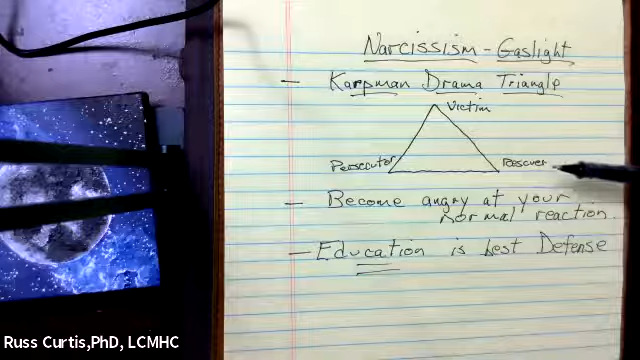 Narcissism - Gaslight
- Karpman Drama Triangle
Victim
Persecutor
Rescuer
- Become angry at your
normal reaction.
- Education is best Defense
Russ Curtis,PhD, LCMHC